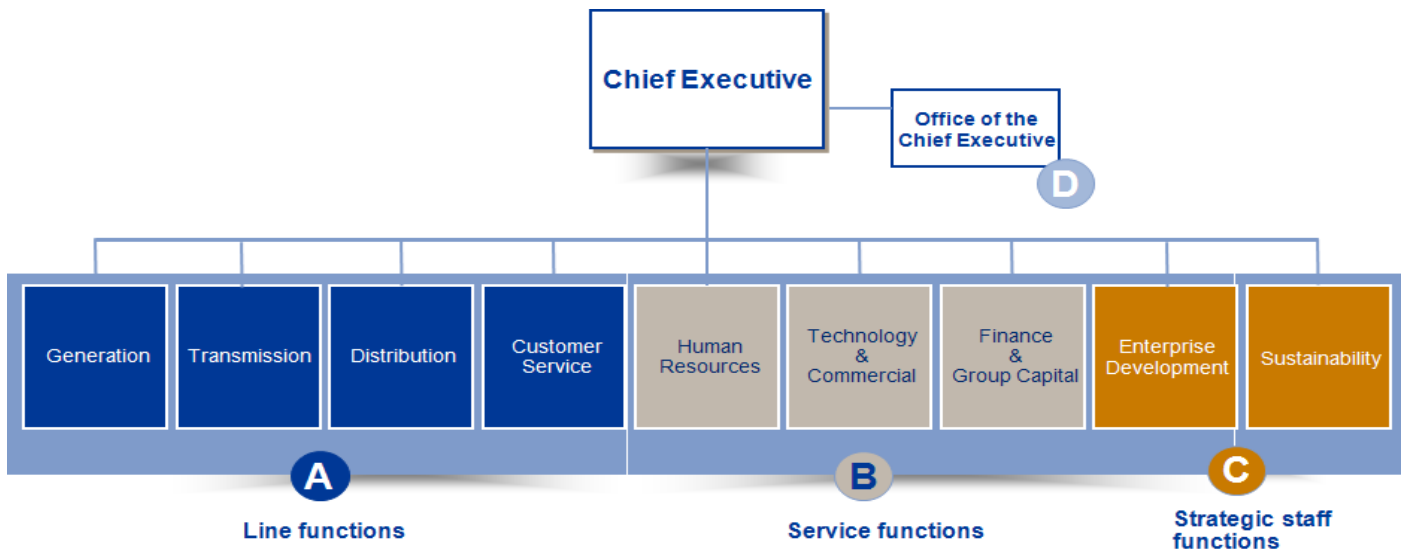 Chief Executive
Office of the
Chief Executive
D
Generation
Transmission
Distribution
Customer
Service
Human
Resources
Technology
&
Commercial
Finance
&
Group Capital
Enterprise
Development
Sustainability
A
B
C
Line functions
Service functions
Strategic staff
functions